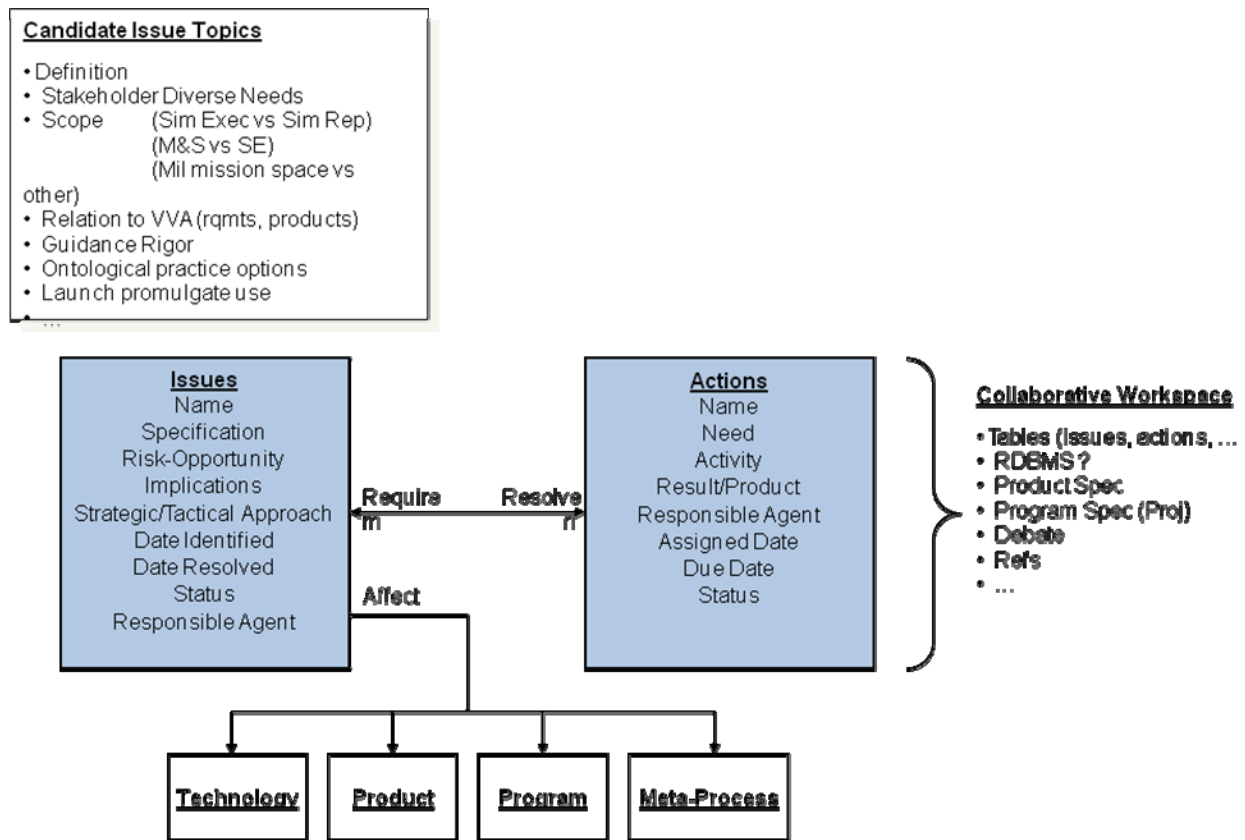 Candidate Issue Topics
• Definition
• Stakeholder Diverse Needs
• Scope (Sim Exec vs Sim Rep)
(M&S vs SE)
(Mil mission space vs
other)
• Relation to VVA (rqmts, products)
• Guidance Rigor
• Ontological practice options
• Launch promulgate use
• ...
Issues
Name
Specification
Risk-Opportunity
Implications
Strategic/Tactical Approach
Date Identified
Date Resolved
Status
Responsible Agent
Require
m
Resolve
n
Affect
Actions
Name
Need
Activity
Result/Product
Responsible Agent
Assigned Date
Due Date
Status
Collaborative Workspace
• Tables (Issues, actions, ...
• RDBMS?
• Product Spec
• Program Spec (Proj)
• Debate
• Refs
• ...
Technology
Product
Program
Meta-Process